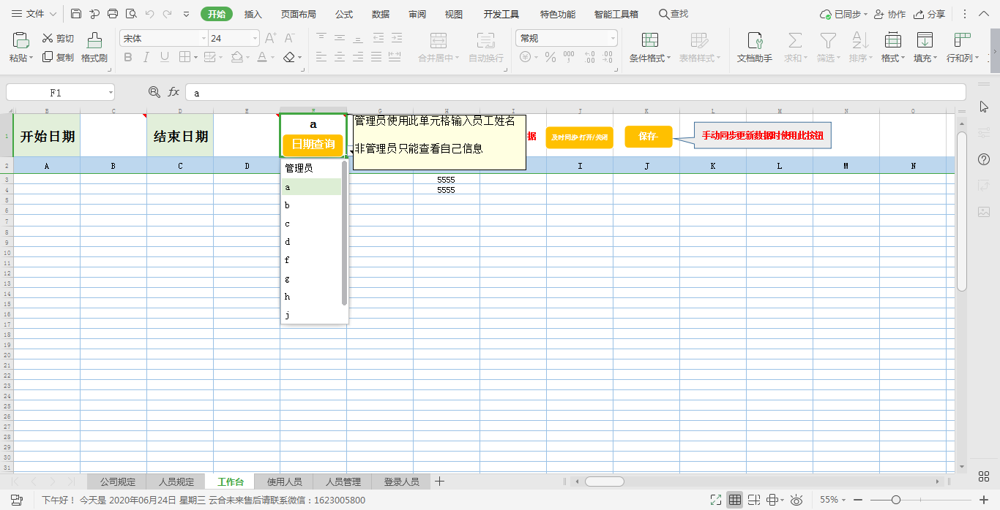 文件
开始 插入 页面布局 公式 数据 审阅 视图 开发工具 特色功能 智能工具箱 查找 已同步 协作 分享
剪切 宋体 24 A⁺ A⁻ 常规
粘贴 复制 格式刷 B I U A 合并居中 自动换行 % 000 条件格式 表格样式 文档助手 求和 筛选 排序 格式 填充 行和列
F1 fx a
B C D E F G H I J K L M N O
1 开始日期 结束日期 a
日期查询
管理员使用此单元格输入员工姓名
非管理员只能查看自己信息
据 及时同步-打开/关闭 保存- 手动同步更新数据时使用此按钮
2 A B C D I J K L M N
管理员
a
b
c
d
f
g
h
j
3 5555
4 5555
5
6
7
8
9
10
11
12
13
14
15
16
17
18
19
20
21
22
23
24
25
26
27
28
29
30
31
公司规定 人员规定 工作台 使用人员 人员管理 登录人员
下午好！ 今天是 2020年06月24日 星期三 云合未来售后请联系微信：1623005800 55%